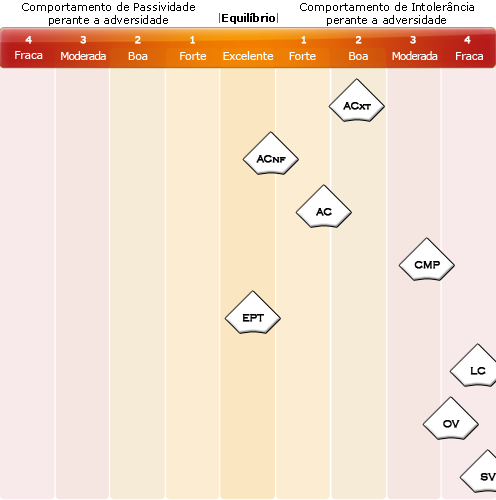 Comportamento de Passividade
perante a adversidade
|Equilíbrio|
Comportamento de Intolerância
perante a adversidade
4 3 2 1 1 2 3 4
Fraca Moderada Boa Forte Excelente Forte Boa Moderada Fraca
ACXT
ACNF
AC
CMP
EPT
LC
OV
SV